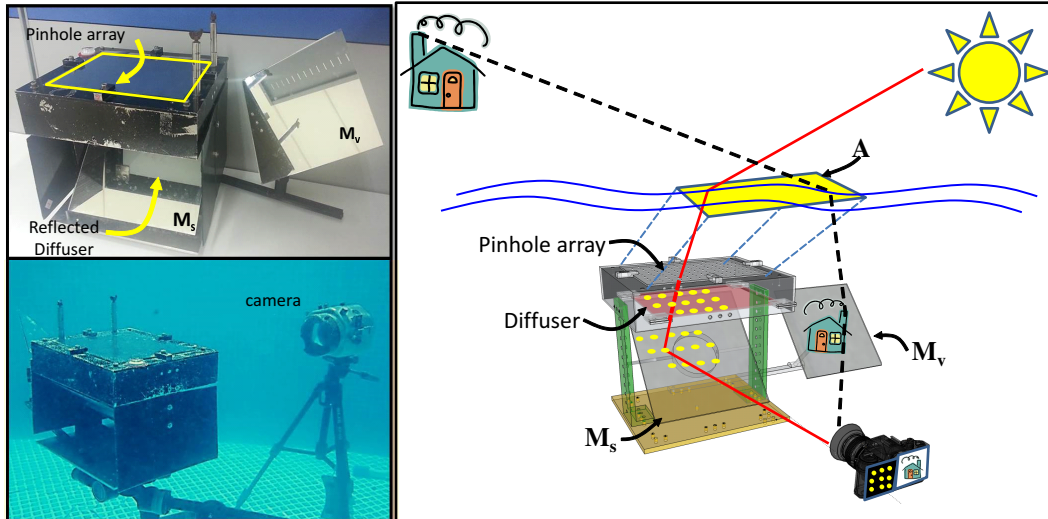 Pinhole array
Mv
Ms
Reflected
Diffuser
camera
A
Pinhole array
Diffuser
Mv
Ms